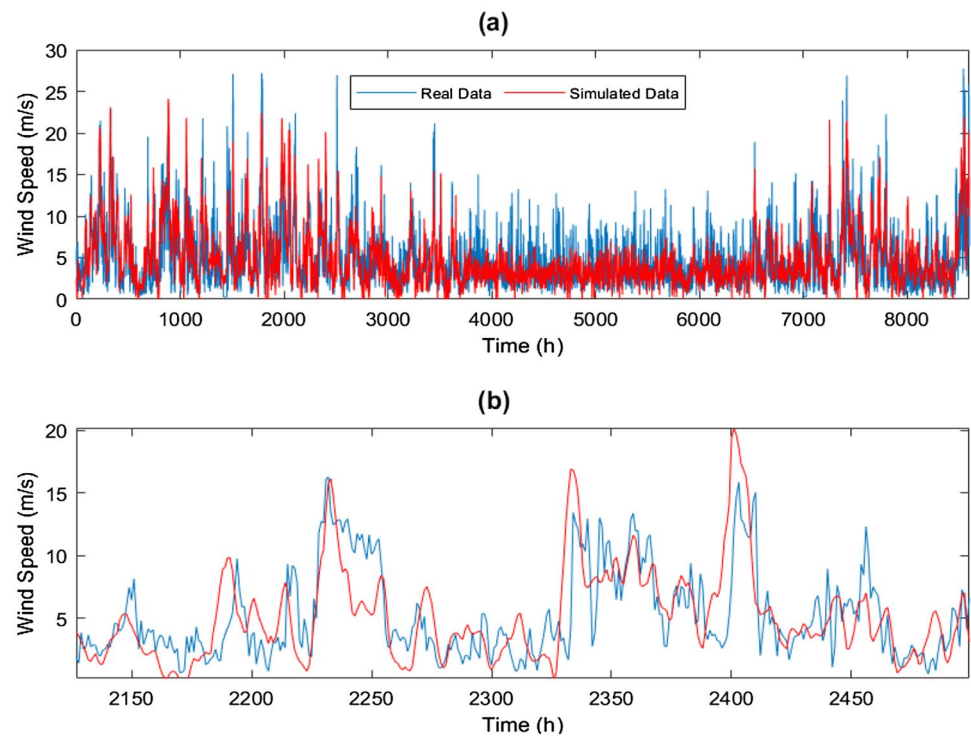 (a)
30
25
20
15
10
5
0
Wind Speed (m/s)
Real Data Simulated Data
0 1000 2000 3000 4000 5000 6000 7000 8000
Time (h)
(b)
20
15
10
5
Wind Speed (m/s)
2150 2200 2250 2300 2350 2400 2450
Time (h)